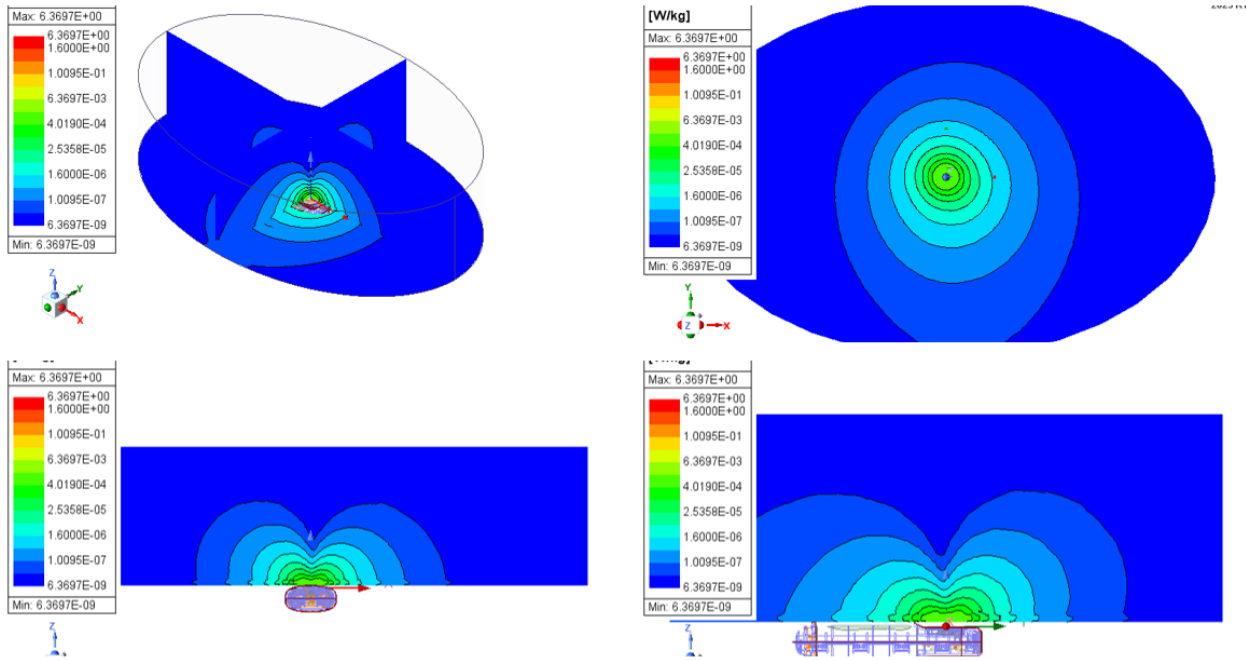 Max: 6.3697E+00
6.3697E+00
1.6000E+00
1.0095E-01
6.3697E-03
4.0190E-04
2.5358E-05
1.6000E-06
1.0095E-07
6.3697E-09
Min: 6.3697E-09
Z
Y
X
[W/kg]
Max: 6.3697E+00
6.3697E+00
1.6000E+00
1.0095E-01
6.3697E-03
4.0190E-04
2.5358E-05
1.6000E-06
1.0095E-07
6.3697E-09
Min: 6.3697E-09
Y
Z
X
Max: 6.3697E+00
6.3697E+00
1.6000E+00
1.0095E-01
6.3697E-03
4.0190E-04
2.5358E-05
1.6000E-06
1.0095E-07
6.3697E-09
Min: 6.3697E-09
Z
[W/kg]
Max: 6.3697E+00
6.3697E+00
1.6000E+00
1.0095E-01
6.3697E-03
4.0190E-04
2.5358E-05
1.6000E-06
1.0095E-07
6.3697E-09
Min: 6.3697E-09
Z